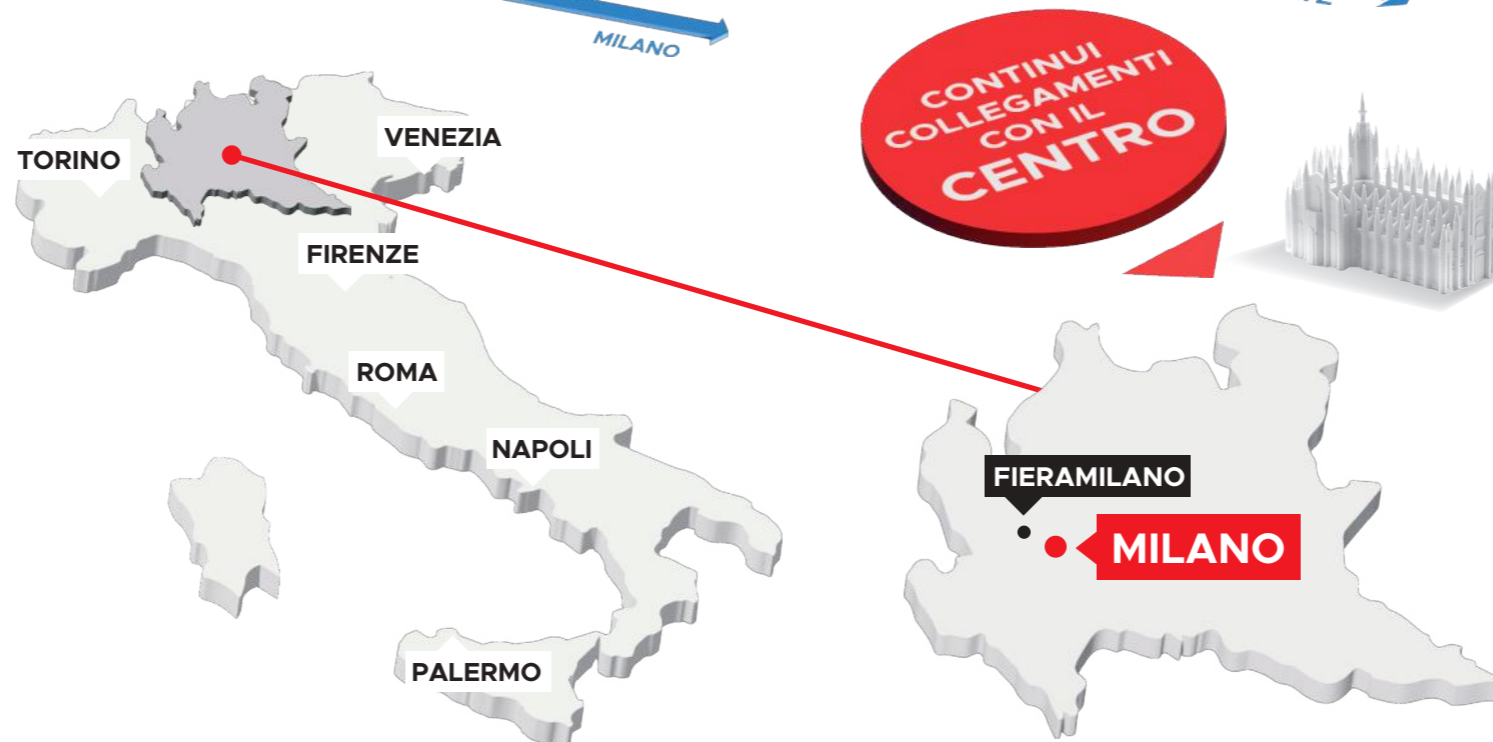 MILANO
CONTINUI
COLLEGAMENTI
CON IL
CENTRO
VENEZIA
TORINO
FIRENZE
ROMA
NAPOLI
PALERMO
FIERAMILANO
MILANO